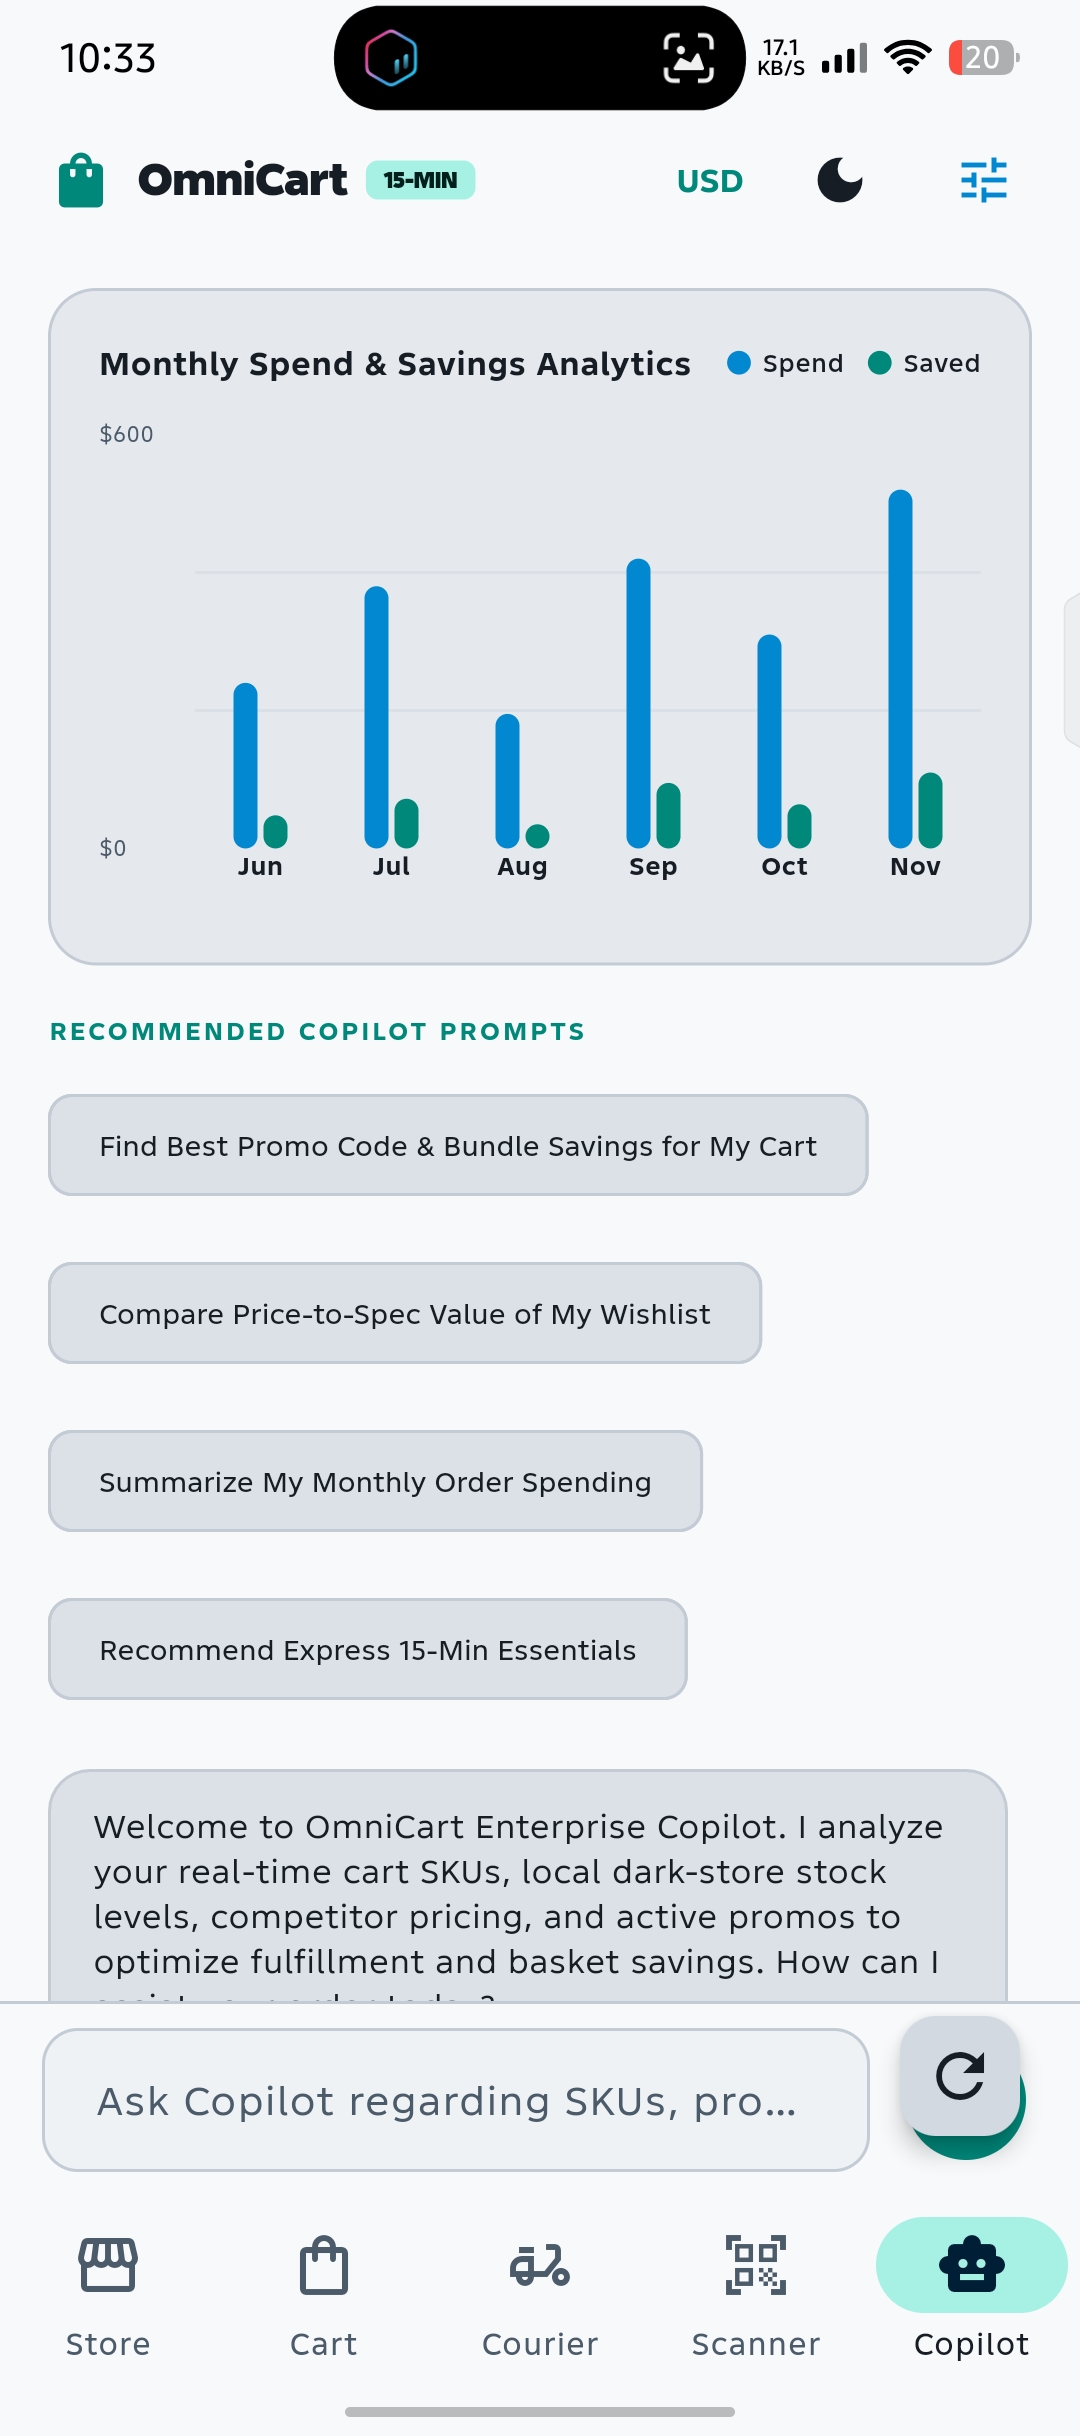 10:33
17.1
KB/S
20
OmniCart
15-MIN
USD
Monthly Spend & Savings Analytics
Spend
Saved
$600
$0
Jun
Jul
Aug
Sep
Oct
Nov
RECOMMENDED COPILOT PROMPTS
Find Best Promo Code & Bundle Savings for My Cart
Compare Price-to-Spec Value of My Wishlist
Summarize My Monthly Order Spending
Recommend Express 15-Min Essentials
Welcome to OmniCart Enterprise Copilot. I analyze
your real-time cart SKUs, local dark-store stock
levels, competitor pricing, and active promos to
optimize fulfillment and basket savings. How can I
Ask Copilot regarding SKUs, pro...
Store
Cart
Courier
Scanner
Copilot